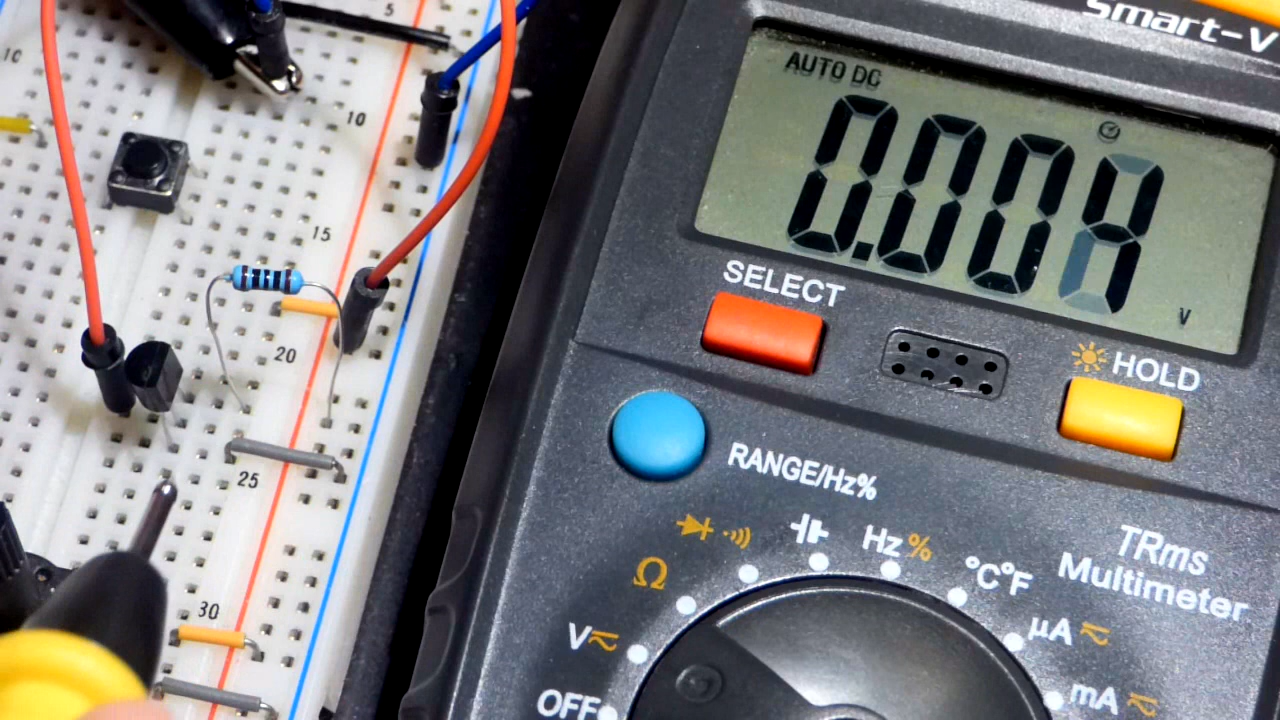 Smart-V
AUTO DC
0.004
V
SELECT
HOLD
RANGE/Hz%
Hz %
Ω
°C°F
TRms
Multimeter
V
μA
mA
OFF
5
10
10
15
20
25
30